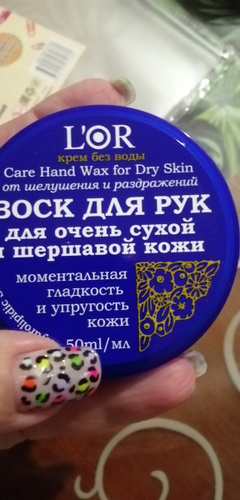 L'OR
крем без воды
Care Hand Wax for Dry Skin
от шелушения и раздражений
ВОСК ДЛЯ РУК
для очень сухой
и шершавой кожи
моментальная
гладкость
и упругость
кожи
50ml/мл